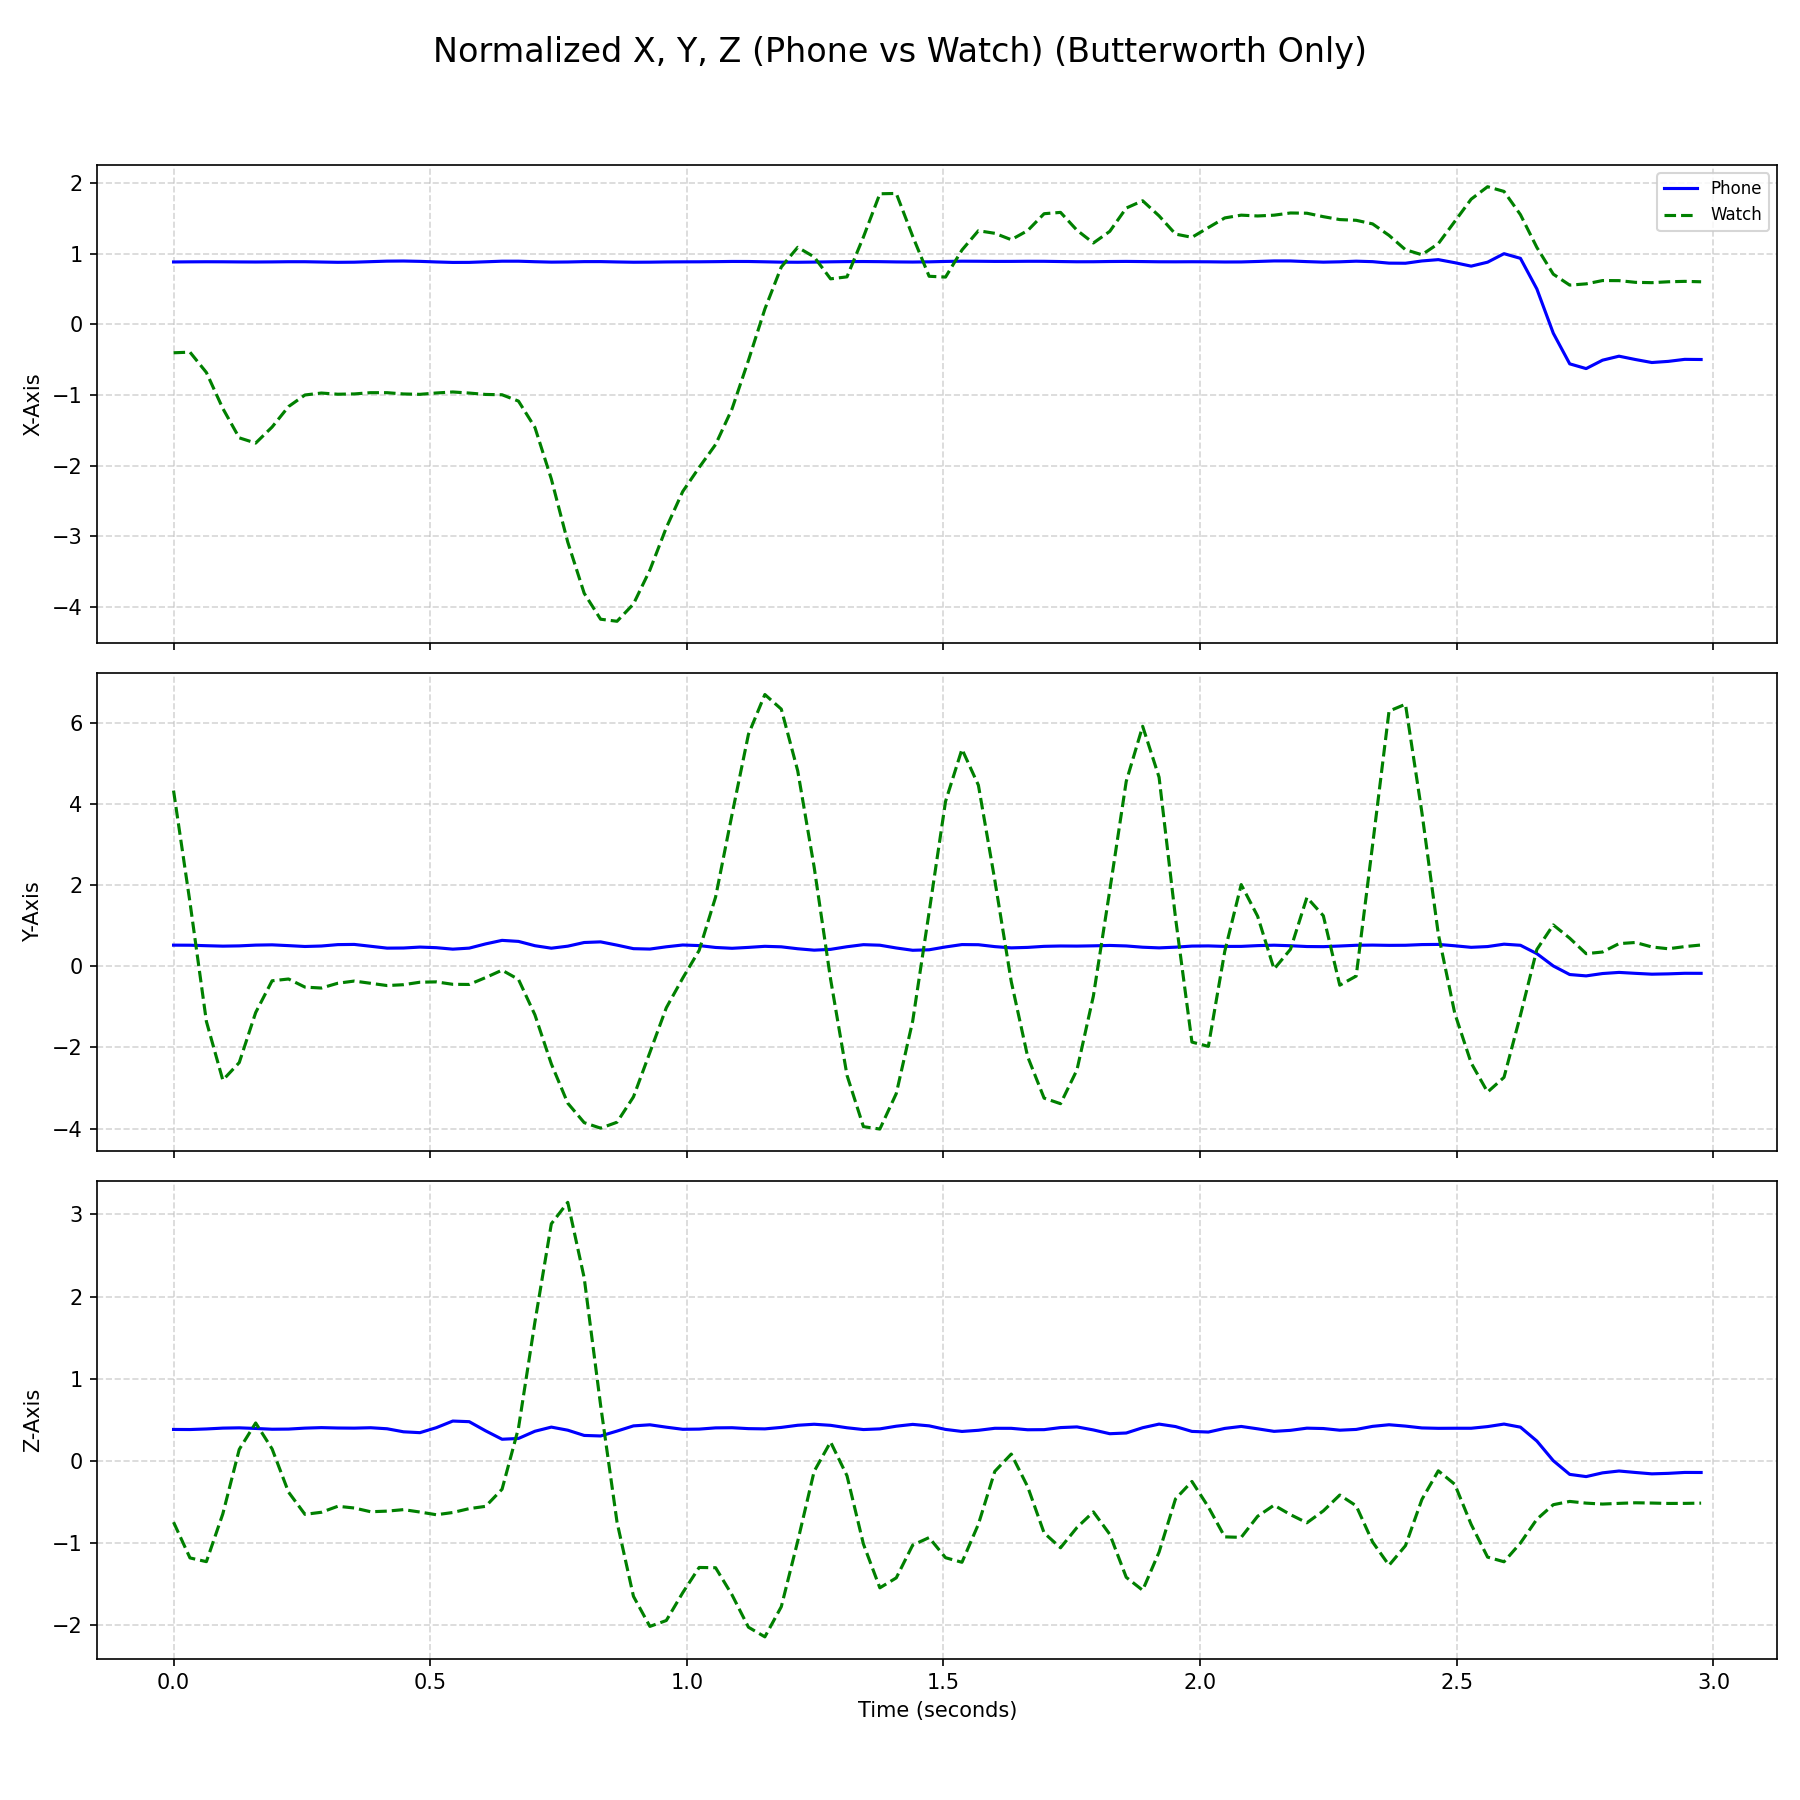 Normalized X, Y, Z (Phone vs Watch) (Butterworth Only)
Phone
Watch
2
1
0
−1
−2
−3
−4
X-Axis
6
4
2
0
−2
−4
Y-Axis
3
2
1
0
−1
−2
Z-Axis
0.0 0.5 1.0 1.5 2.0 2.5 3.0
Time (seconds)